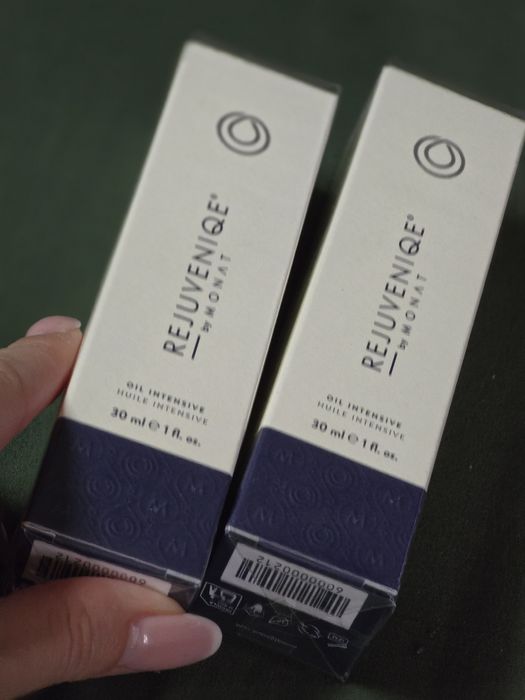 REJUVENIQE®
by MONAT
OIL INTENSIVE
HUILE INTENSIVE
30 ml ℮ 1 fl. oz.
REJUVENIQE®
by MONAT
OIL INTENSIVE
HUILE INTENSIVE
30 ml ℮ 1 fl. oz.
6000000212